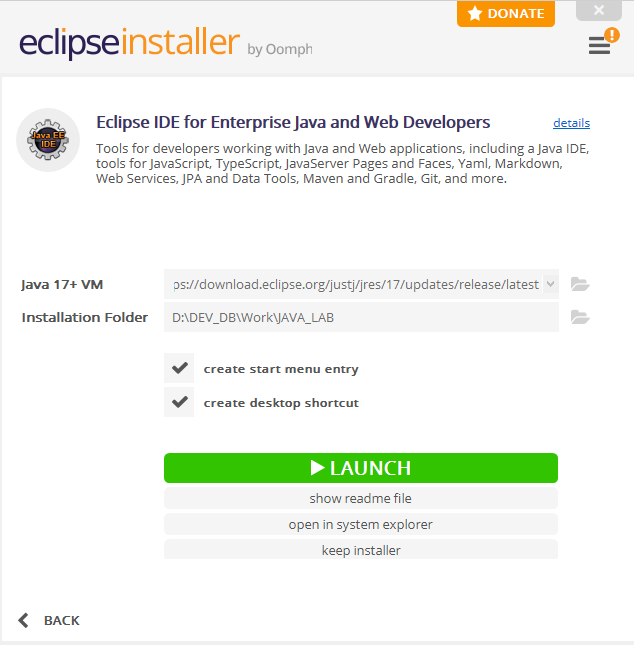 DONATE
eclipseinstaller by Oomph
Java EE
IDE
Eclipse IDE for Enterprise Java and Web Developers details
Tools for developers working with Java and Web applications, including a Java IDE,
tools for JavaScript, TypeScript, JavaServer Pages and Faces, Yaml, Markdown,
Web Services, JPA and Data Tools, Maven and Gradle, Git, and more.
Java 17+ VM ps://download.eclipse.org/justj/jres/17/updates/release/latest
Installation Folder D:\DEV_DB\Work\JAVA_LAB
create start menu entry
create desktop shortcut
LAUNCH
show readme file
open in system explorer
keep installer
BACK